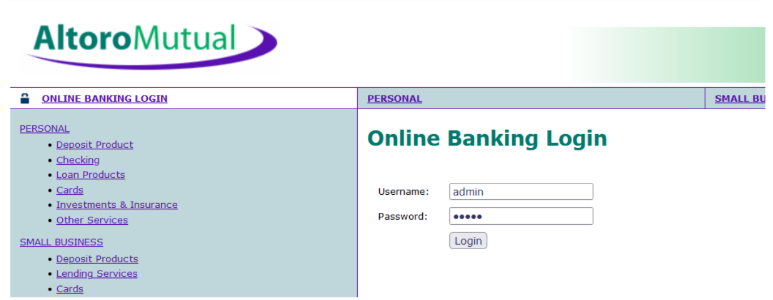 AltoroMutual
ONLINE BANKING LOGIN
PERSONAL
SMALL BU
PERSONAL
Deposit Product
Checking
Loan Products
Cards
Investments & Insurance
Other Services
SMALL BUSINESS
Deposit Products
Lending Services
Cards
Online Banking Login
Username: admin
Password: •••••
Login